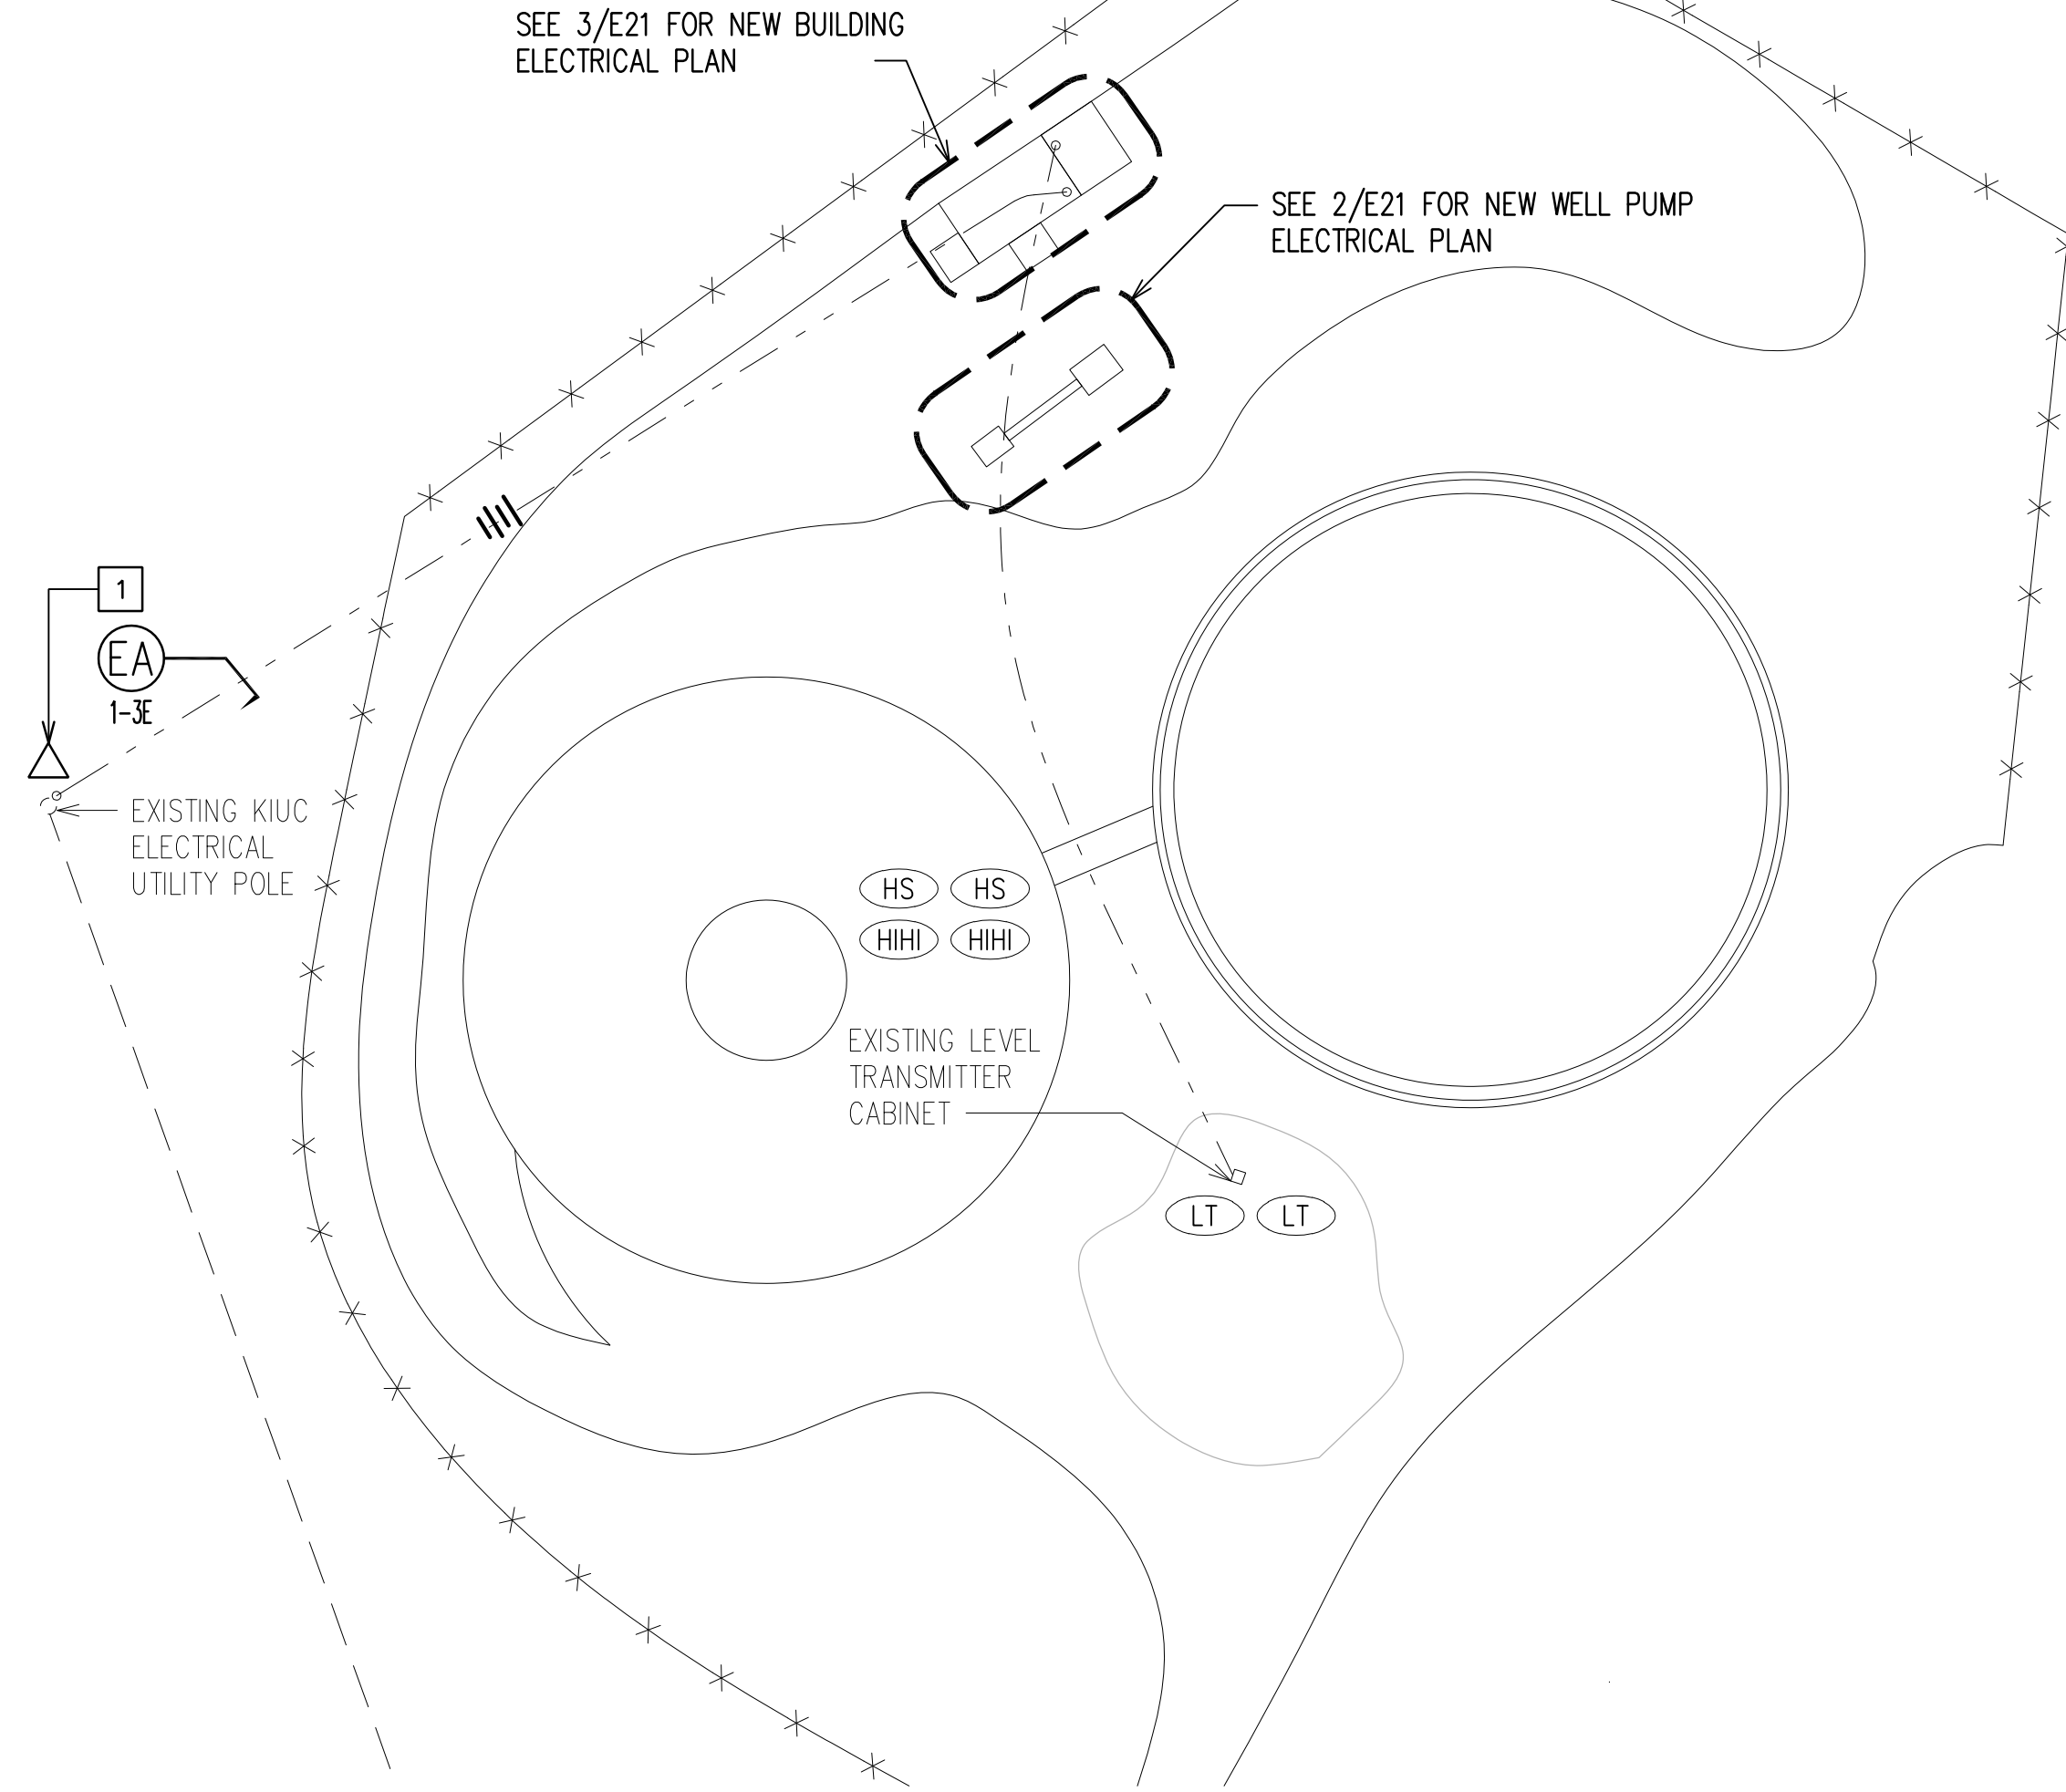 SEE 3/E21 FOR NEW BUILDING
ELECTRICAL PLAN
SEE 2/E21 FOR NEW WELL PUMP
ELECTRICAL PLAN
1
EA
1-3E
EXISTING KIUC
ELECTRICAL
UTILITY POLE
HS HS
HIHI HIHI
EXISTING LEVEL
TRANSMITTER
CABINET
LT LT